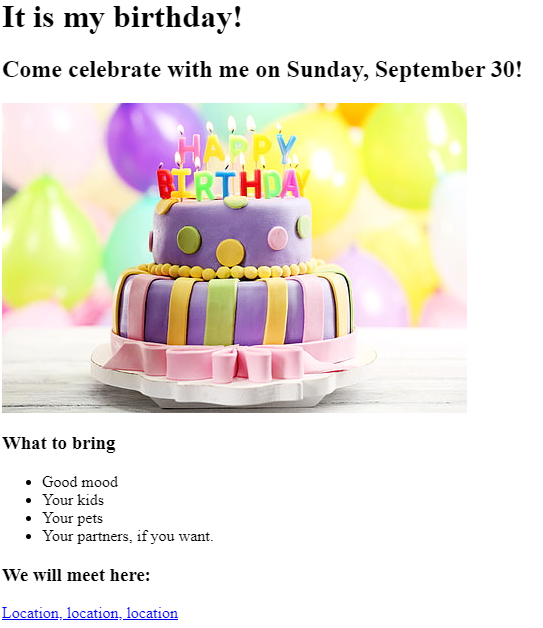 It is my birthday!
Come celebrate with me on Sunday, September 30!
HAPPY
BIRTHDAY
What to bring
Good mood
Your kids
Your pets
Your partners, if you want.
We will meet here:
Location, location, location